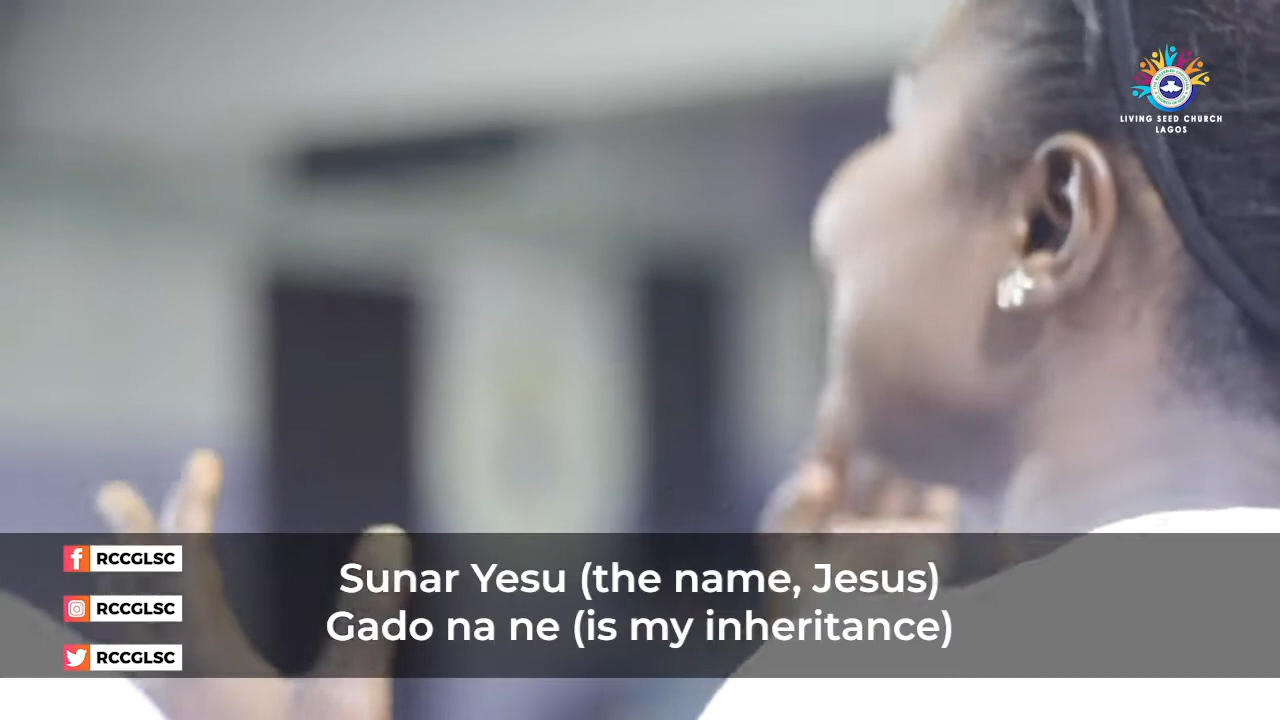 LIVING SEED CHURCH
LAGOS
RCCGLSC
RCCGLSC
RCCGLSC
Sunar Yesu (the name, Jesus)
Gado na ne (is my inheritance)